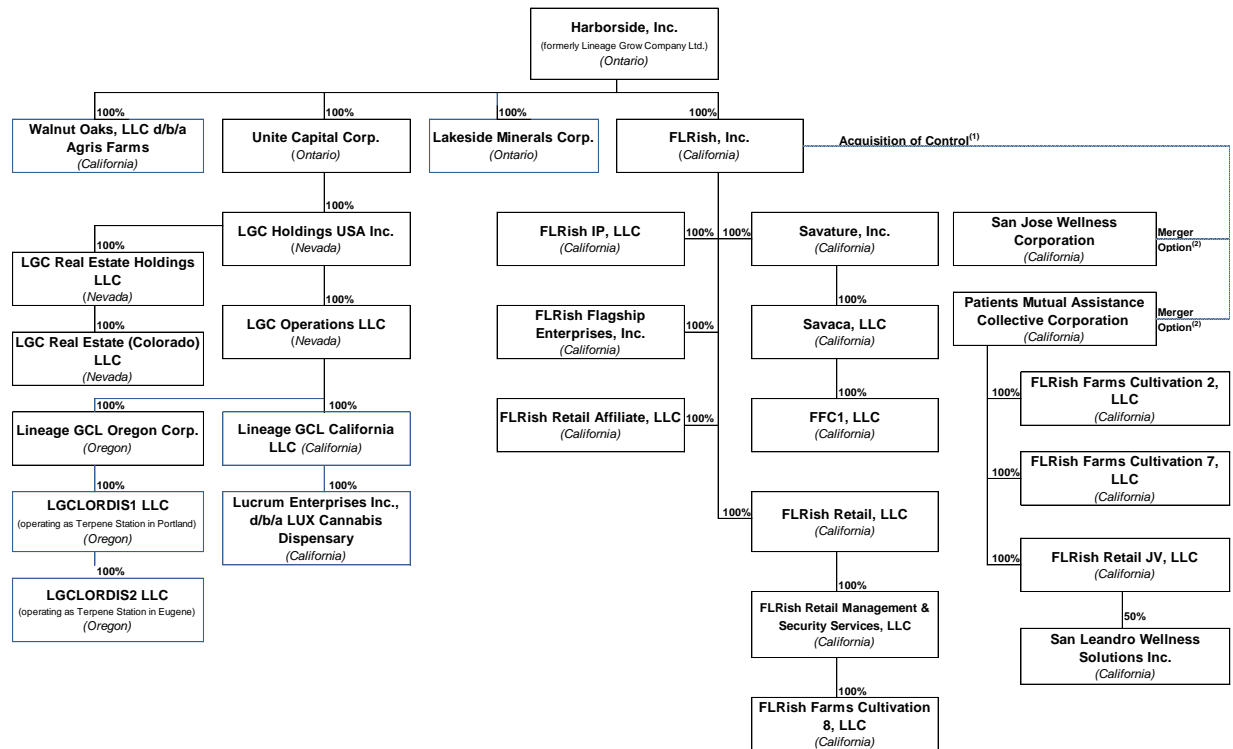 Harborside, Inc.
(formerly Lineage Grow Company Ltd.)
(Ontario)
100%
100%
100%
100%
Walnut Oaks, LLC d/b/a
Agris Farms
(California)
Unite Capital Corp.
(Ontario)
Lakeside Minerals Corp.
(Ontario)
FLRish, Inc.
(California)
Acquisition of Control(1)
100%
100%
LGC Holdings USA Inc.
(Nevada)
FLRish IP, LLC
(California)
100%
100%
Savature, Inc.
(California)
San Jose Wellness
Corporation
(California)
Merger
Option(2)
LGC Real Estate Holdings
LLC
(Nevada)
100%
100%
100%
LGC Operations LLC
(Nevada)
FLRish Flagship
Enterprises, Inc.
(California)
100%
Savaca, LLC
(California)
Patients Mutual Assistance
Collective Corporation
(California)
Merger
Option(2)
100%
LGC Real Estate (Colorado)
LLC
(Nevada)
100%
100%
100%
100%
FLRish Farms Cultivation 2,
LLC
(California)
Lineage GCL Oregon Corp.
(Oregon)
Lineage GCL California
LLC (California)
FLRish Retail Affiliate, LLC
(California)
100%
FFC1, LLC
(California)
100%
FLRish Farms Cultivation 7,
LLC
(California)
100%
100%
LGCLORDIS1 LLC
(operating as Terpene Station in Portland)
(Oregon)
Lucrum Enterprises Inc.,
d/b/a LUX Cannabis
Dispensary
(California)
100%
FLRish Retail, LLC
(California)
100%
FLRish Retail JV, LLC
(California)
100%
LGCLORDIS2 LLC
(operating as Terpene Station in Eugene)
(Oregon)
100%
FLRish Retail Management &
Security Services, LLC
(California)
50%
San Leandro Wellness
Solutions Inc.
(California)
100%
FLRish Farms Cultivation
8, LLC
(California)